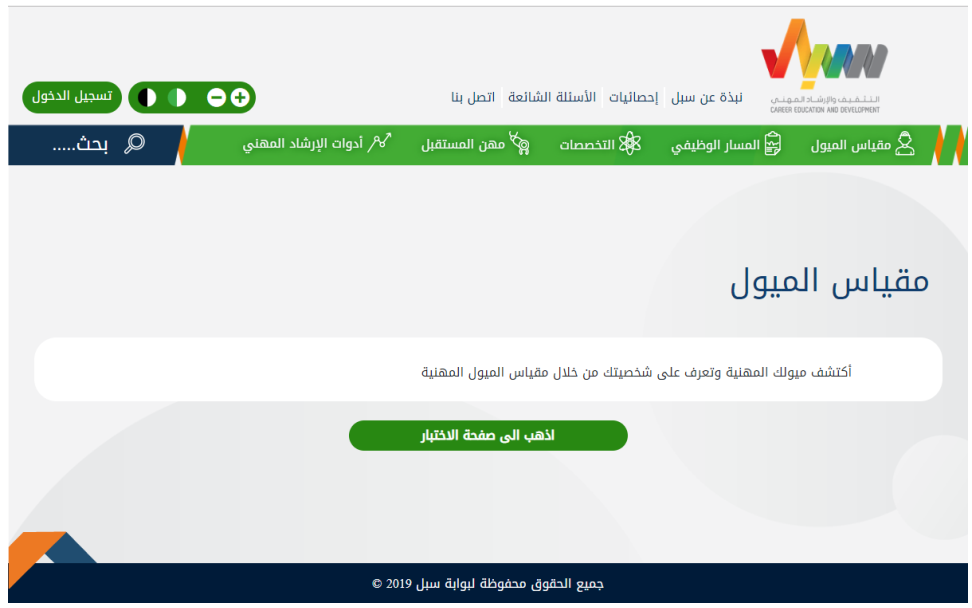 سبل
التثقيف والإرشاد المهني
CAREER EDUCATION AND DEVELOPMENT
نبذة عن سبل إحصائيات الأسئلة الشائعة اتصل بنا
تسجيل الدخول
مقياس الميول المسار الوظيفي التخصصات مهن المستقبل أدوات الإرشاد المهني بحث.....
مقياس الميول
أكتشف ميولك المهنية وتعرف على شخصيتك من خلال مقياس الميول المهنية
اذهب الى صفحة الاختبار
جميع الحقوق محفوظة لبوابة سبل 2019 ©